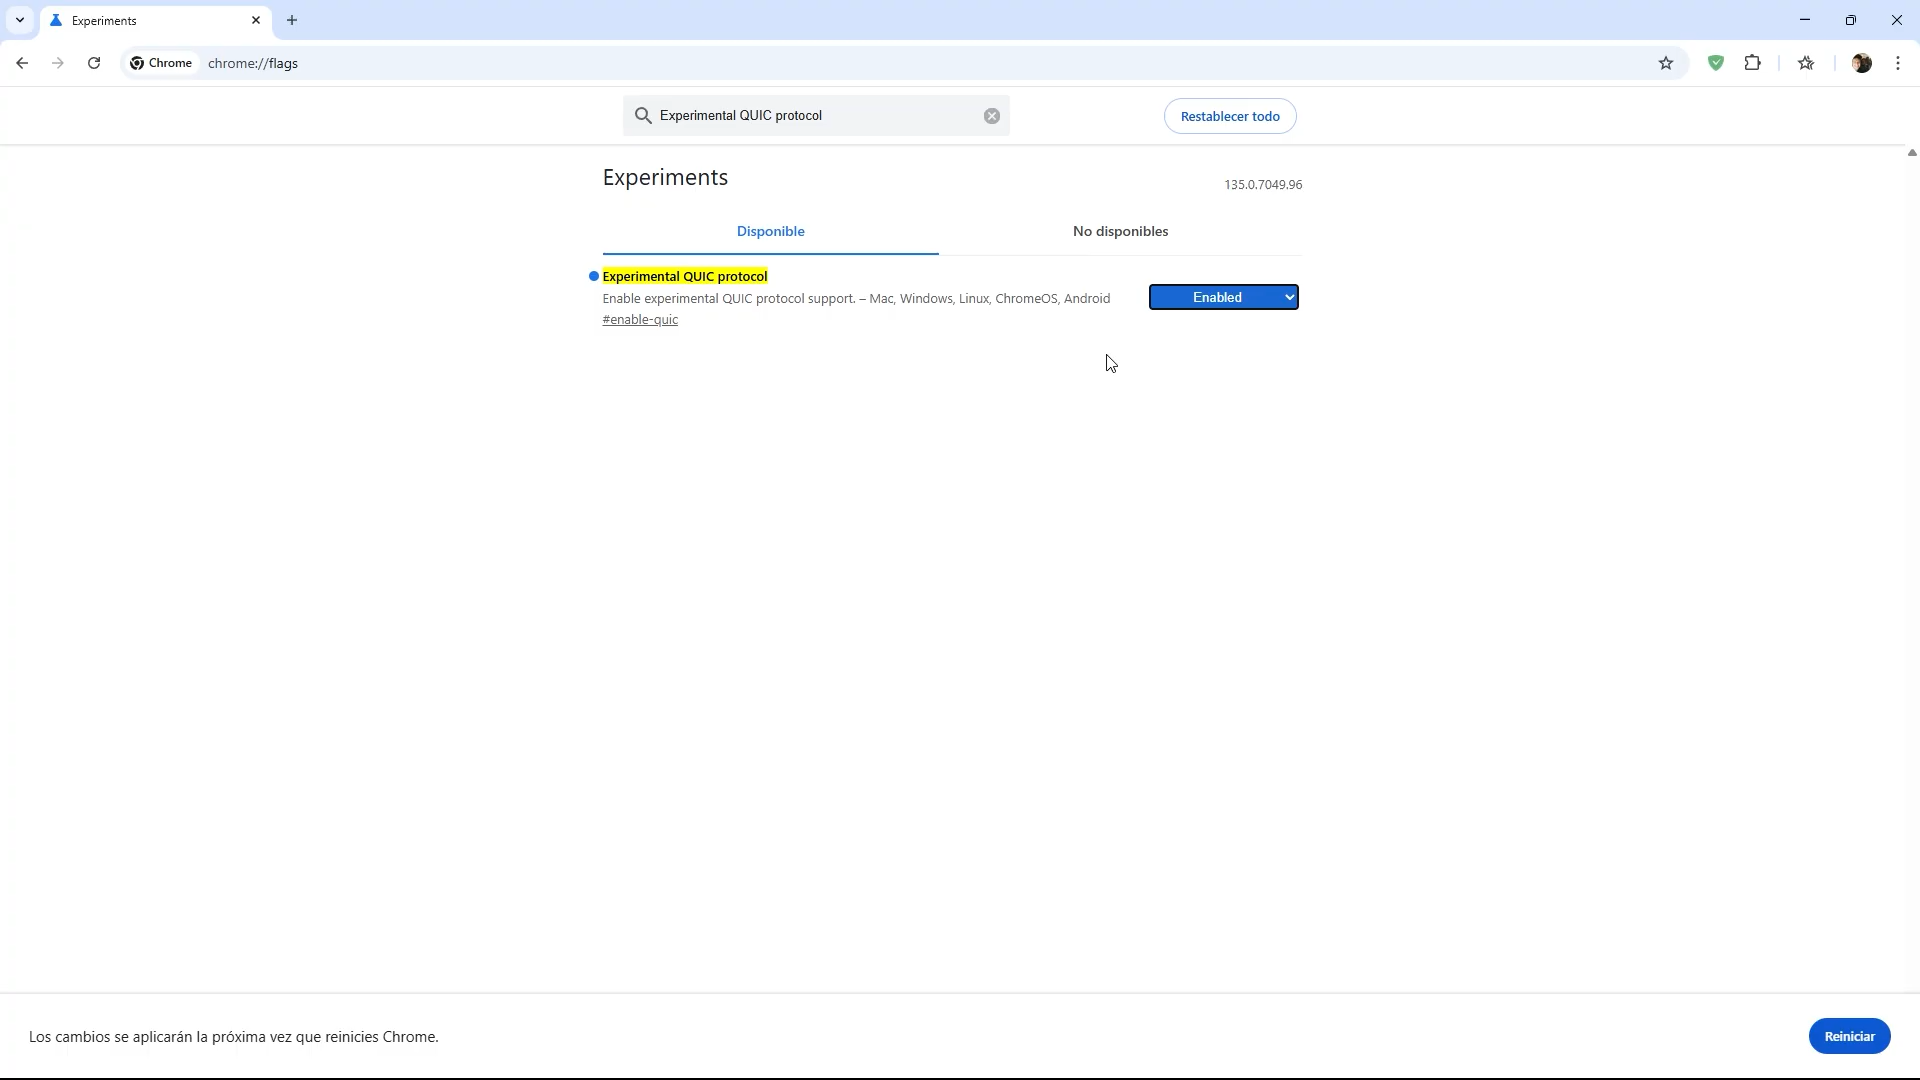 Experiments
Chrome
chrome://flags
Experimental QUIC protocol
Restablecer todo
Experiments
135.0.7049.96
Disponible
No disponibles
Experimental QUIC protocol
Enable experimental QUIC protocol support. – Mac, Windows, Linux, ChromeOS, Android
Enabled
#enable-quic
Los cambios se aplicarán la próxima vez que reinicies Chrome.
Reiniciar